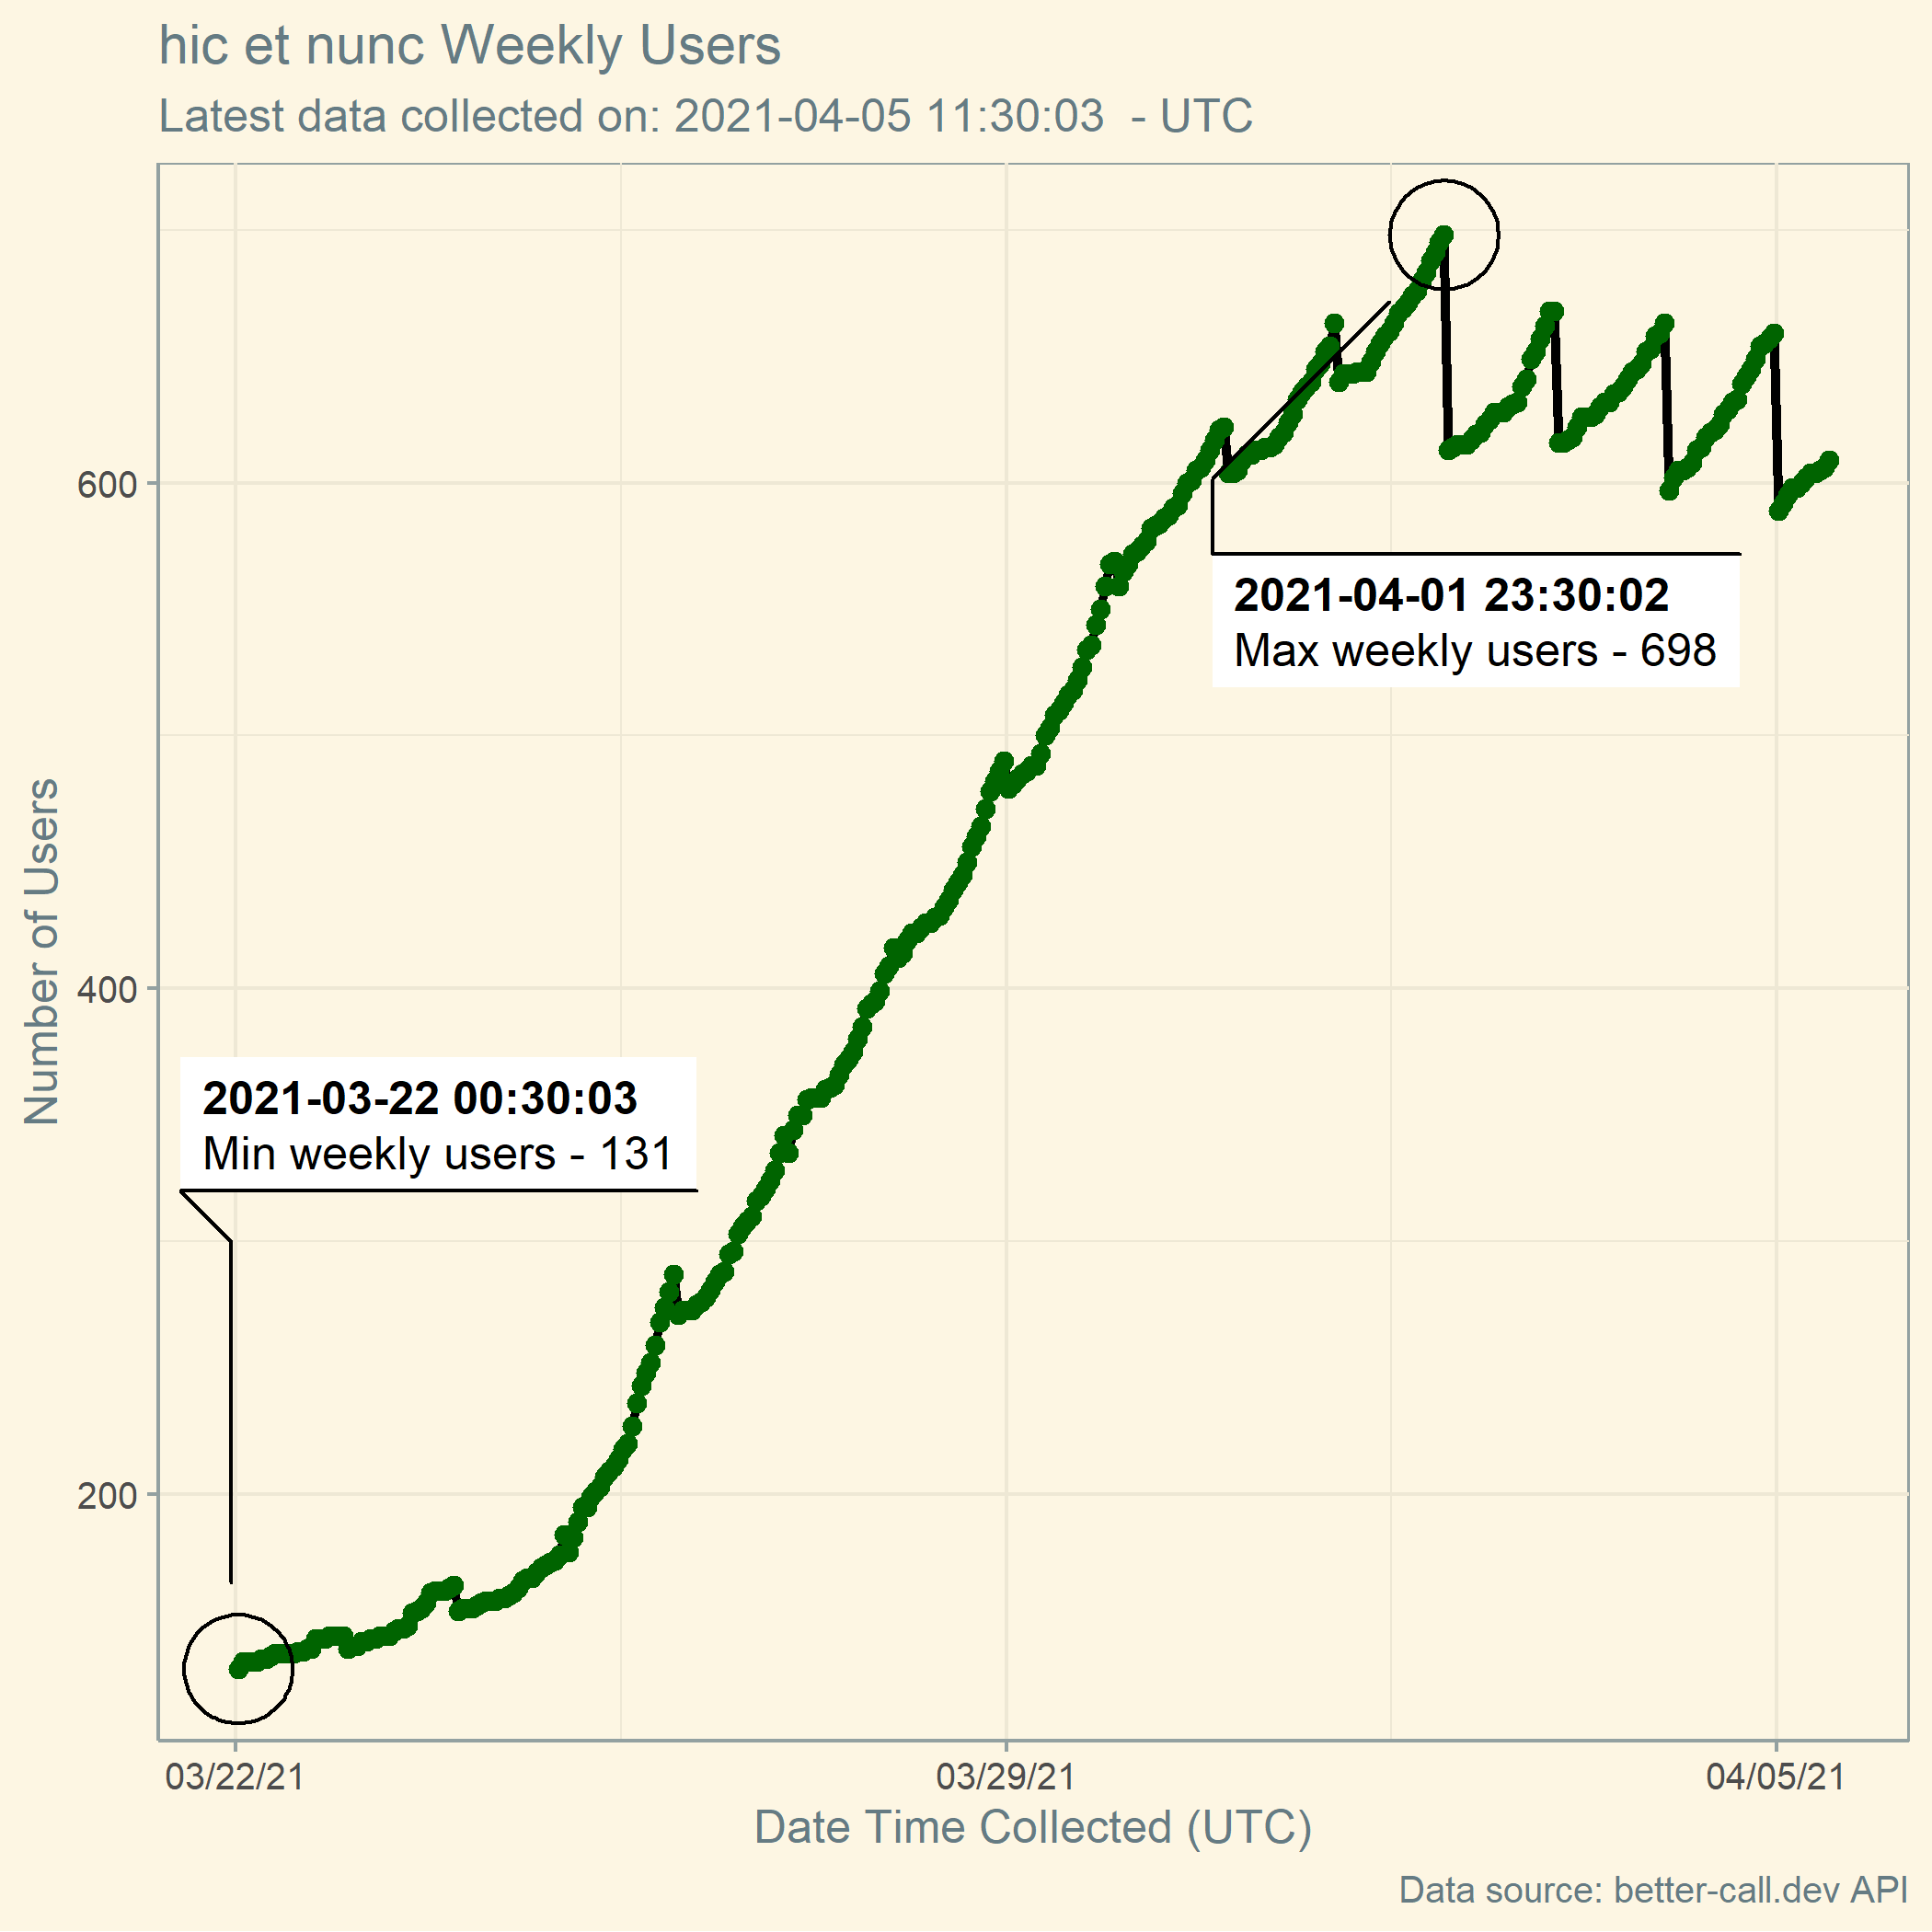 hic et nunc Weekly Users
Latest data collected on: 2021-04-05 11:30:03  - UTC
Number of Users
600
400
200
2021-04-01 23:30:02
Max weekly users - 698
2021-03-22 00:30:03
Min weekly users - 131
03/22/21
03/29/21
04/05/21
Date Time Collected (UTC)
Data source: better-call.dev API